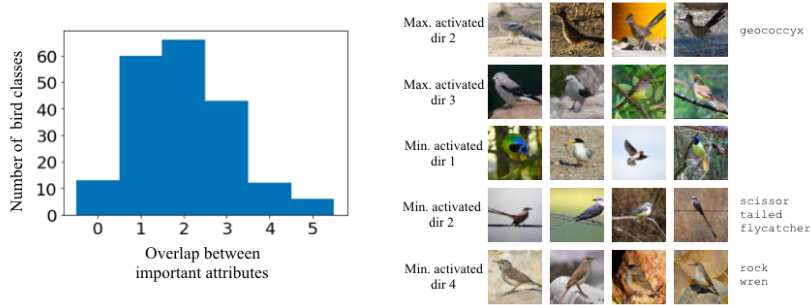 Number of bird classes
60
50
40
30
20
10
0
0 1 2 3 4 5
Overlap between
important attributes
Max. activated
dir 2
geococcyx
Max. activated
dir 3
Min. activated
dir 1
Min. activated
dir 2
scissor
tailed
flycatcher
Min. activated
dir 4
rock
wren